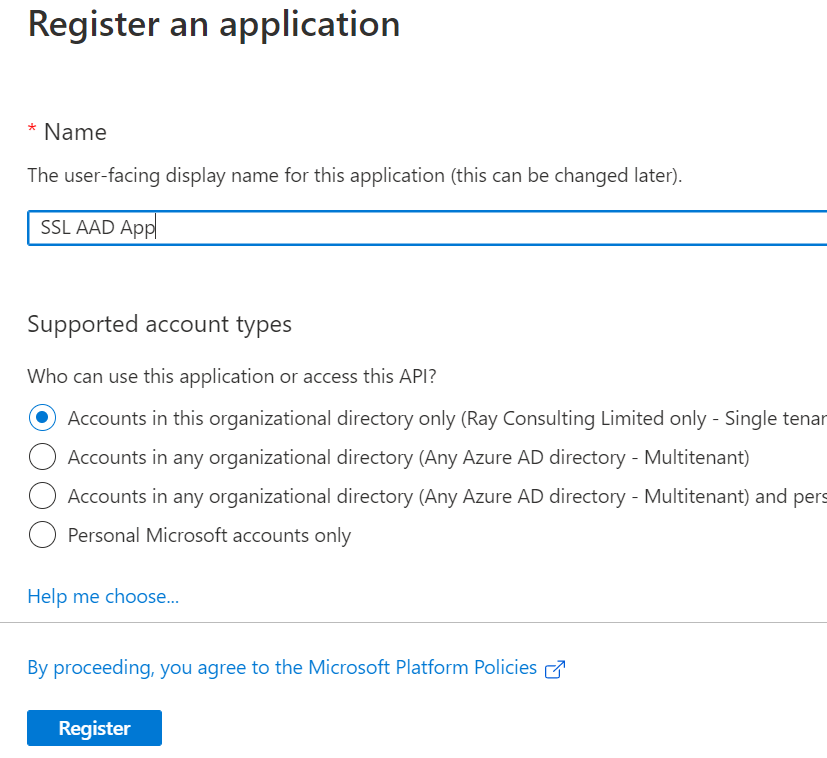 Register an application
* Name
The user-facing display name for this application (this can be changed later).
SSL AAD App
Supported account types
Who can use this application or access this API?
Accounts in this organizational directory only (Ray Consulting Limited only - Single tenan
Accounts in any organizational directory (Any Azure AD directory - Multitenant)
Accounts in any organizational directory (Any Azure AD directory - Multitenant) and pers
Personal Microsoft accounts only
Help me choose...
By proceeding, you agree to the Microsoft Platform Policies
Register